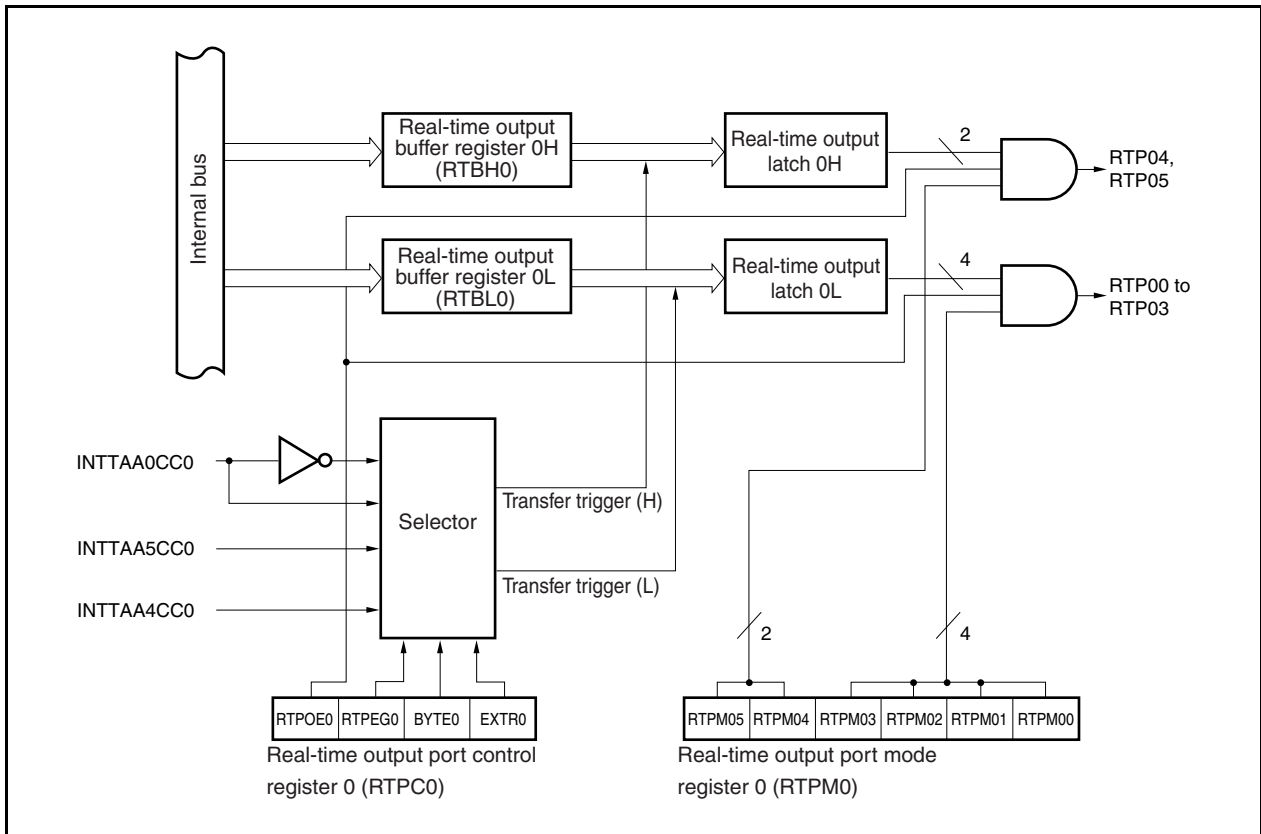 Internal bus
Real-time output
buffer register 0H
(RTBH0)
Real-time output
latch 0H
2
RTP04,
RTP05
Real-time output
buffer register 0L
(RTBL0)
Real-time output
latch 0L
4
RTP00 to
RTP03
INTTAA0CC0
INTTAA5CC0
INTTAA4CC0
Selector
Transfer trigger (H)
Transfer trigger (L)
2
4
RTPOE0 RTPEG0 BYTE0 EXTR0
Real-time output port control
register 0 (RTPC0)
RTPM05 RTPM04 RTPM03 RTPM02 RTPM01 RTPM00
Real-time output port mode
register 0 (RTPM0)